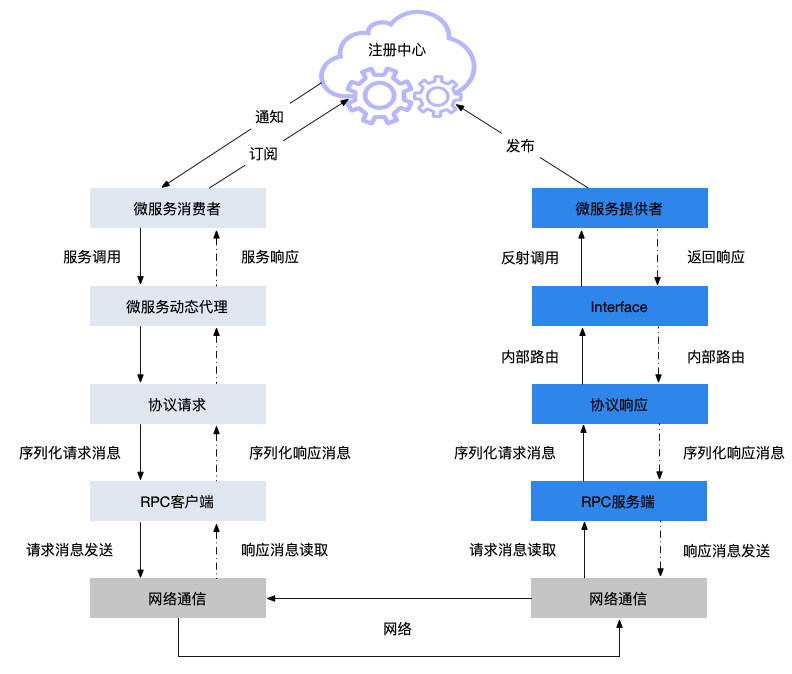 注册中心
通知
订阅
发布
微服务消费者
微服务提供者
服务调用
服务响应
反射调用
返回响应
微服务动态代理
Interface
内部路由
内部路由
协议请求
协议响应
序列化请求消息
序列化响应消息
序列化请求消息
序列化响应消息
RPC客户端
RPC服务端
请求消息发送
响应消息读取
请求消息读取
响应消息发送
网络通信
网络通信
网络